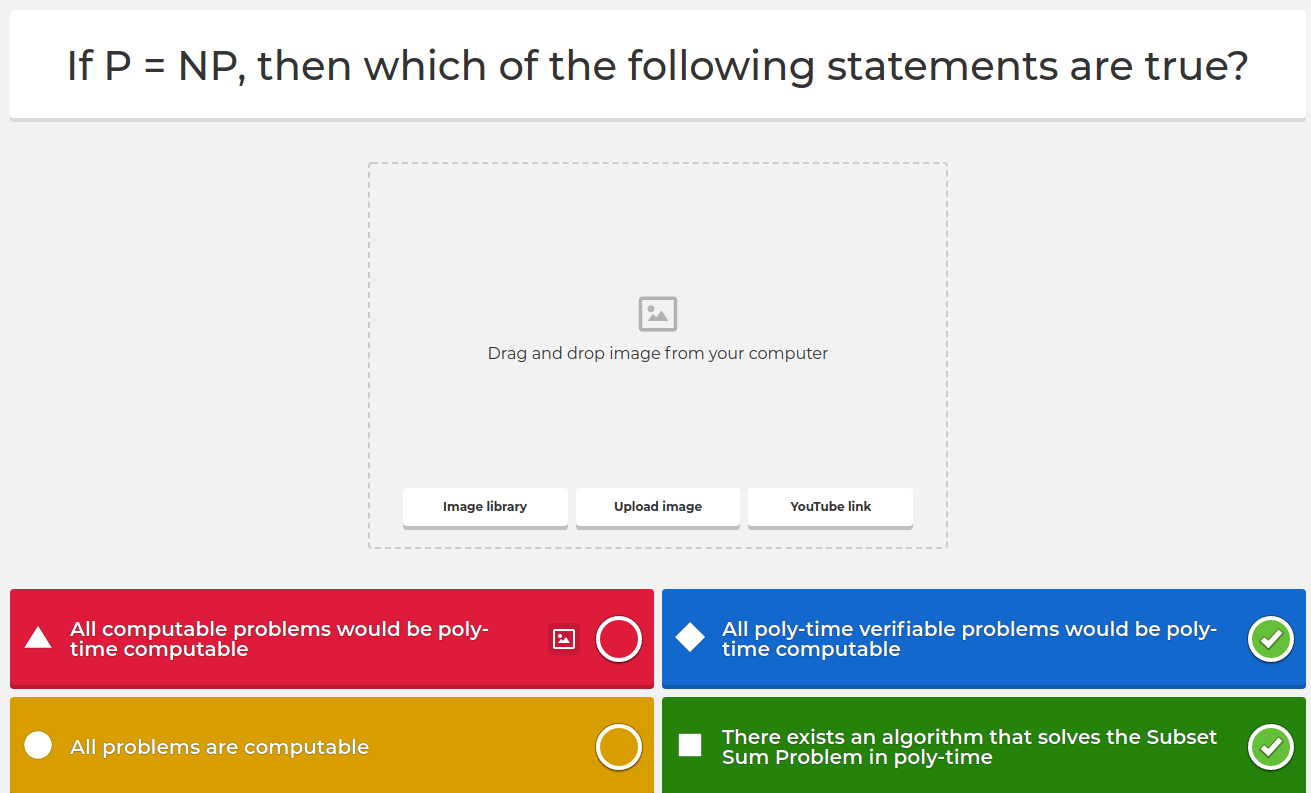 If P = NP, then which of the following statements are true?
Drag and drop image from your computer
Image library
Upload image
YouTube link
All computable problems would be poly-
time computable
All poly-time verifiable problems would be poly-
time computable
All problems are computable
There exists an algorithm that solves the Subset
Sum Problem in poly-time